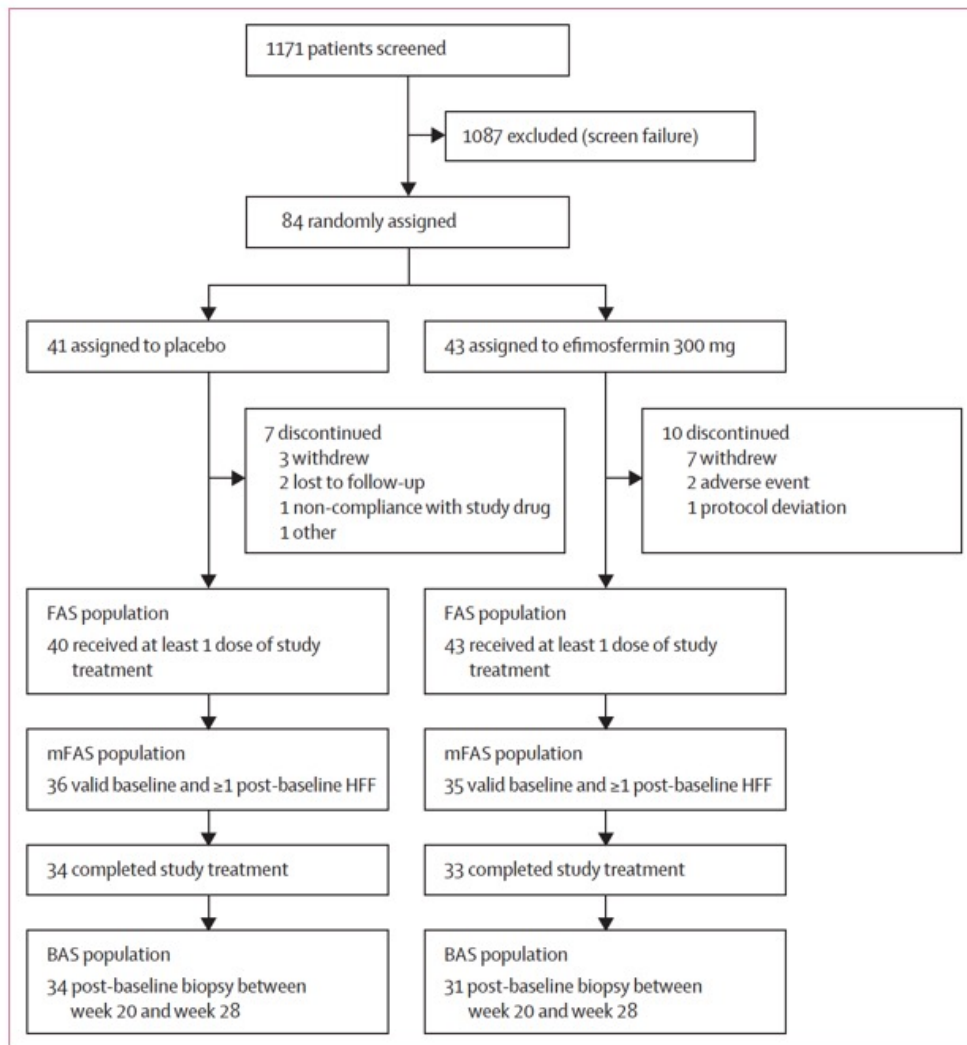 1171 patients screened
1087 excluded (screen failure)
84 randomly assigned
41 assigned to placebo
43 assigned to efimosfermin 300 mg
7 discontinued
3 withdrew
2 lost to follow-up
1 non-compliance with study drug
1 other
10 discontinued
7 withdrew
2 adverse event
1 protocol deviation
FAS population
40 received at least 1 dose of study
treatment
FAS population
43 received at least 1 dose of study
treatment
mFAS population
36 valid baseline and ≥1 post-baseline HFF
mFAS population
35 valid baseline and ≥1 post-baseline HFF
34 completed study treatment
33 completed study treatment
BAS population
34 post-baseline biopsy between
week 20 and week 28
BAS population
31 post-baseline biopsy between
week 20 and week 28